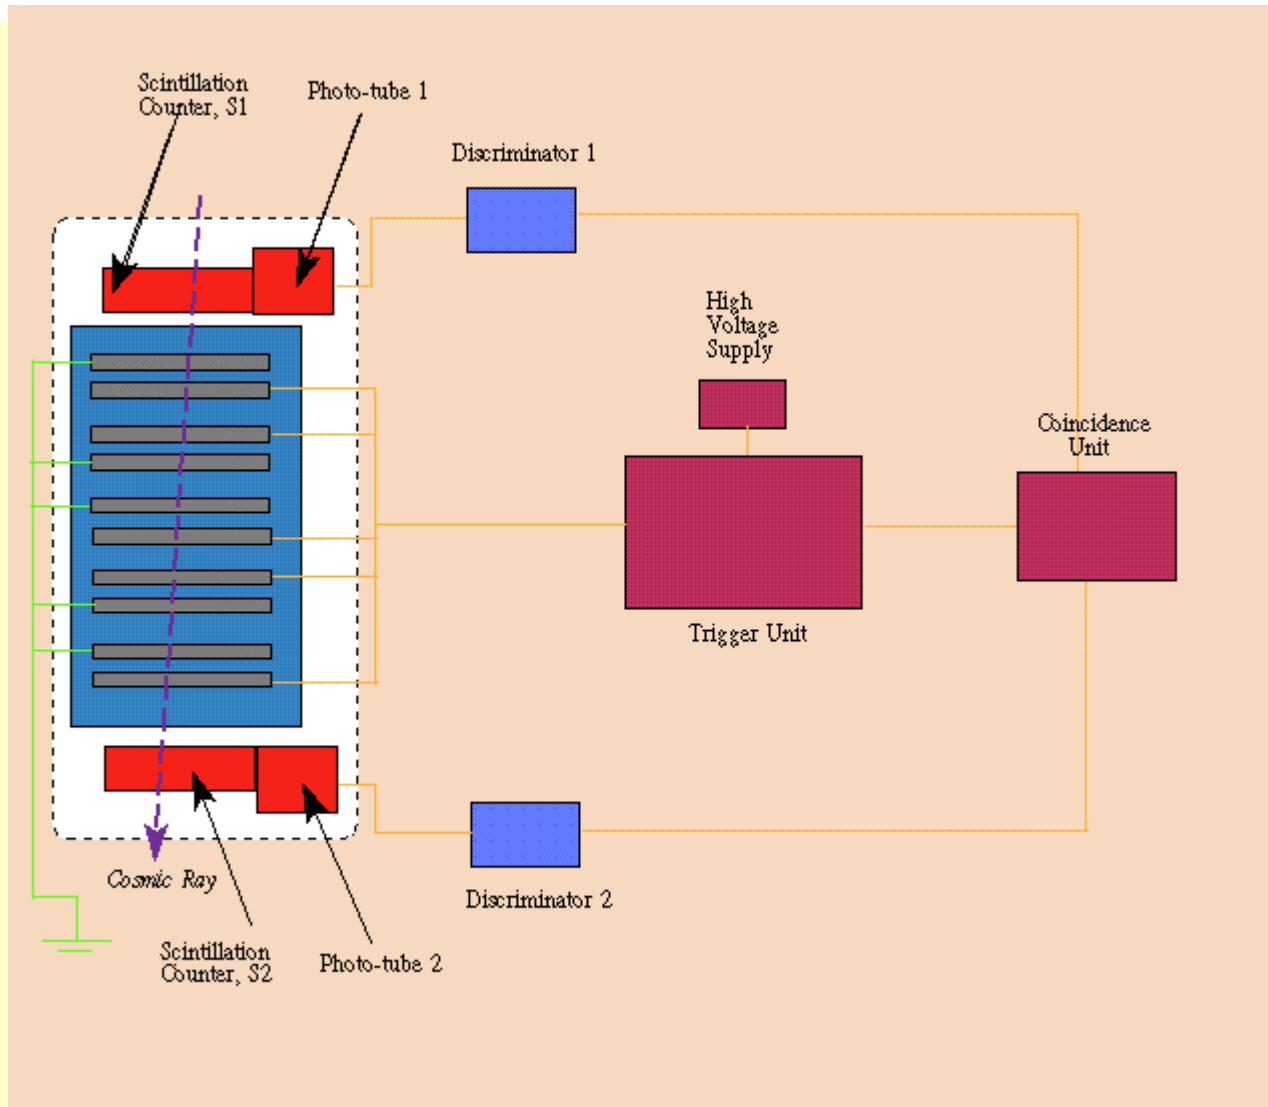 Scintillation
Counter, S1
Photo-tube 1
Discriminator 1
High
Voltage
Supply
Coincidence
Unit
Trigger Unit
Cosmic Ray
Discriminator 2
Scintillation
Counter, S2
Photo-tube 2